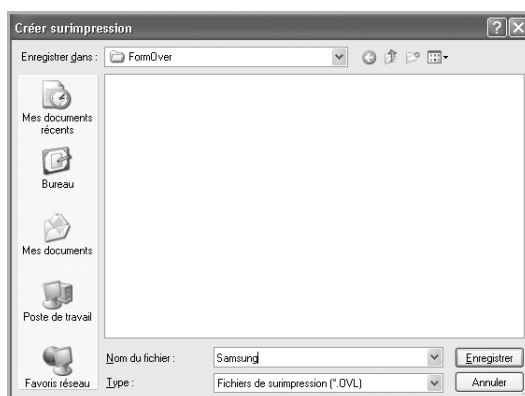 Créer surimpression
Enregistrer dans :
FormOver
Mes documents
récents
Bureau
Mes documents
Poste de travail
Favoris réseau
Nom du fichier :
Samsung
Enregistrer
Type :
Fichiers de surimpression (*.OVL)
Annuler